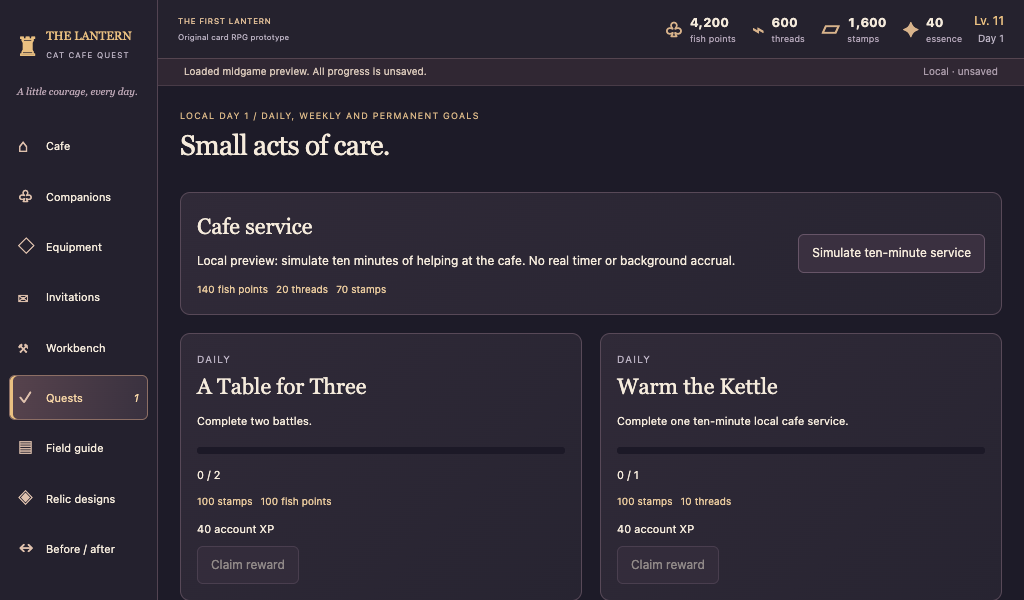 THE LANTERN
CAT CAFE QUEST
A little courage, every day.
Cafe
Companions
Equipment
Invitations
Workbench
Quests 1
Field guide
Relic designs
Before / after
THE FIRST LANTERN
Original card RPG prototype
4,200
fish points
600
threads
1,600
stamps
40
essence
Lv. 11
Day 1
Loaded midgame preview. All progress is unsaved.
Local · unsaved
LOCAL DAY 1 / DAILY, WEEKLY AND PERMANENT GOALS
Small acts of care.
Cafe service
Local preview: simulate ten minutes of helping at the cafe. No real timer or background accrual.
140 fish points 20 threads 70 stamps
Simulate ten-minute service
DAILY
A Table for Three
Complete two battles.
0 / 2
100 stamps 100 fish points
40 account XP
Claim reward
DAILY
Warm the Kettle
Complete one ten-minute local cafe service.
0 / 1
100 stamps 10 threads
40 account XP
Claim reward